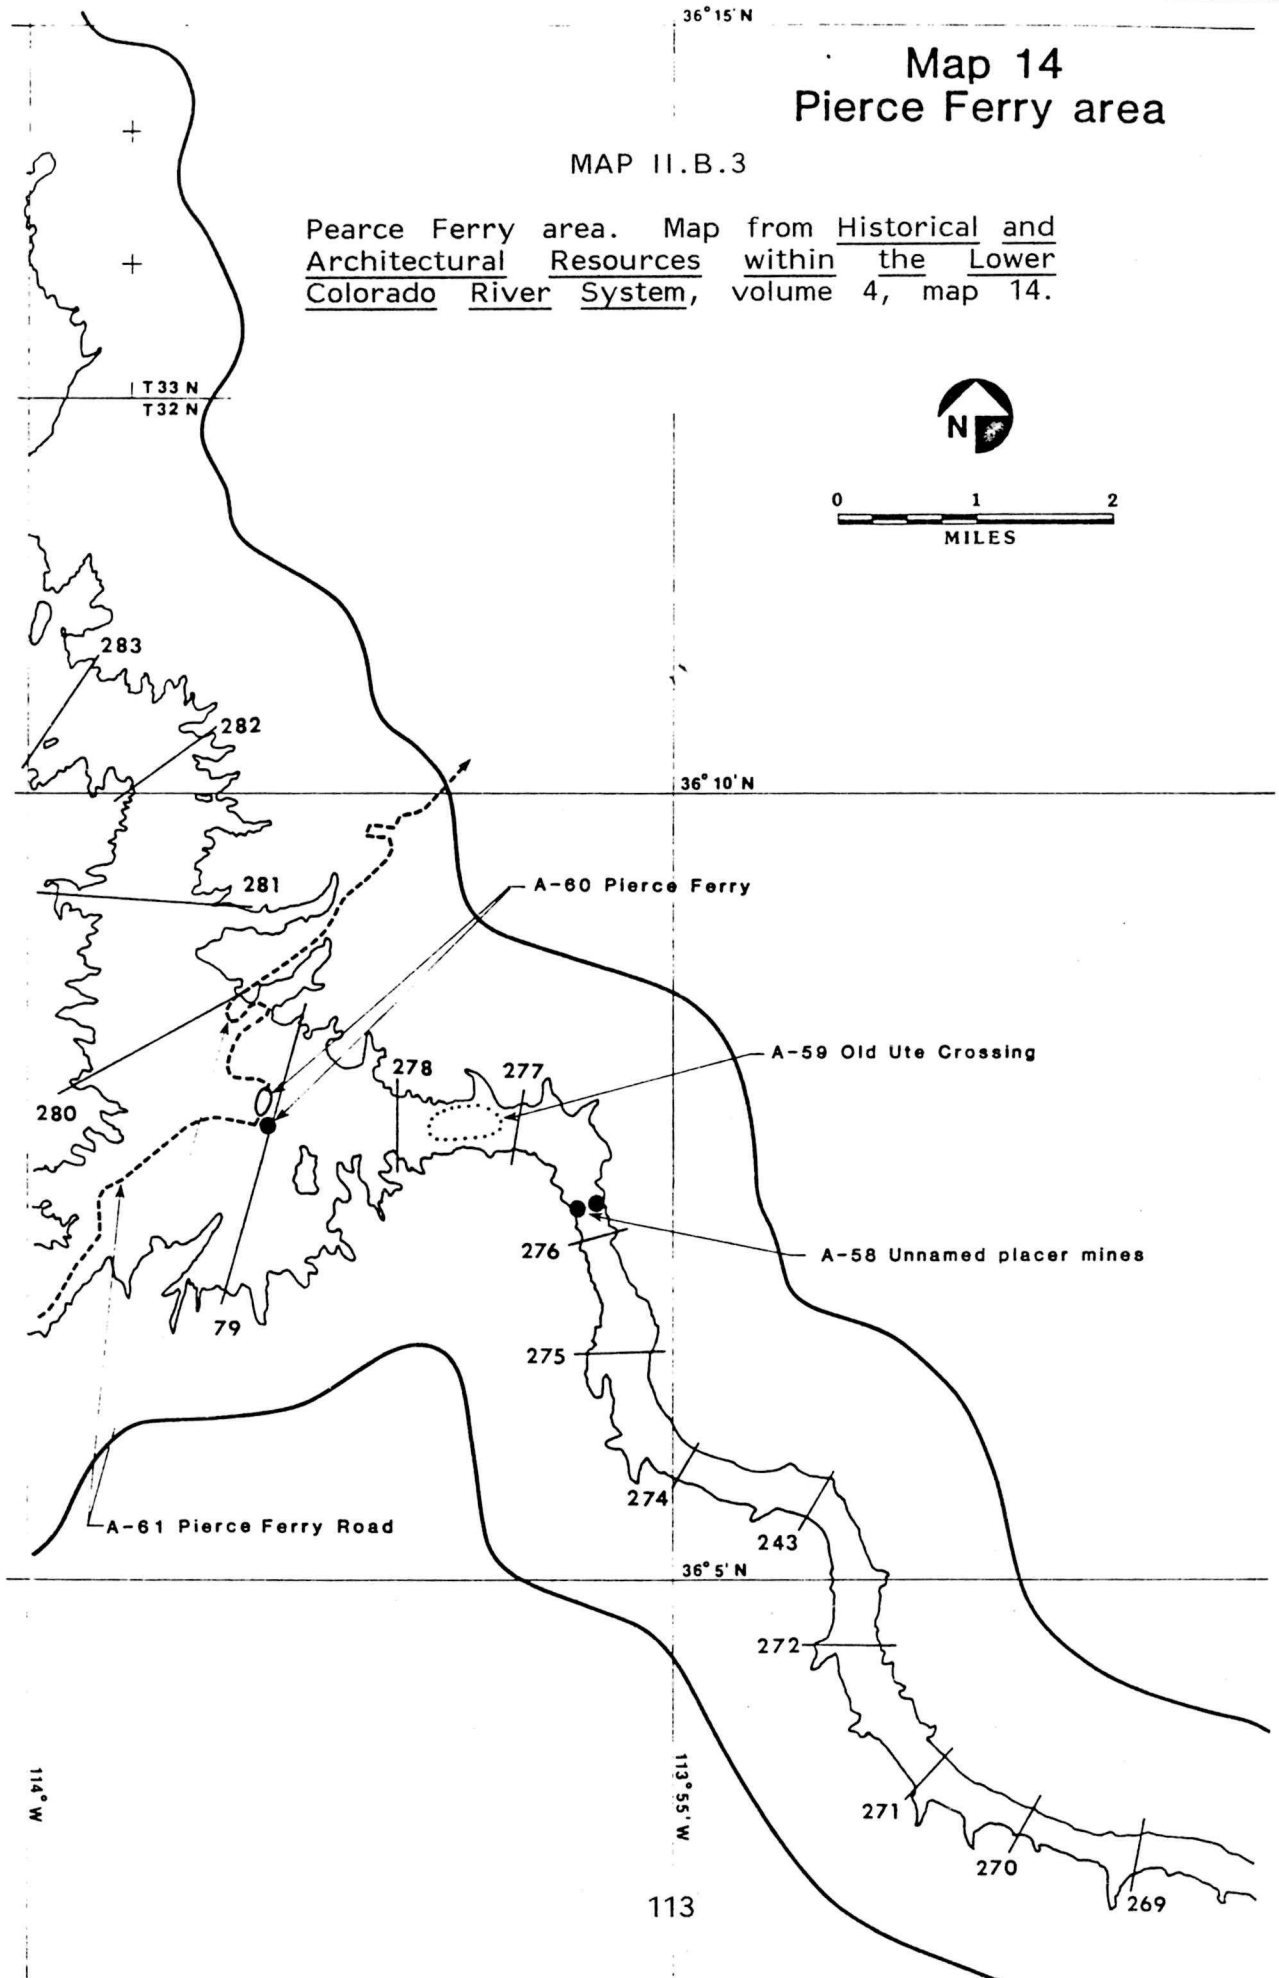 36° 15' N
Map 14
Pierce Ferry area
MAP II.B.3
Pearce Ferry area. Map from Historical and
Architectural Resources within the Lower
Colorado River System, volume 4, map 14.
T33 N
T32 N
N
0 1 2
MILES
283
282
36° 10' N
281
A-60 Pierce Ferry
A-59 Old Ute Crossing
278
277
280
276
A-58 Unnamed placer mines
79
275
274
A-61 Pierce Ferry Road
243
36° 5' N
272
114° W
113° 55' W
271
270
269
113